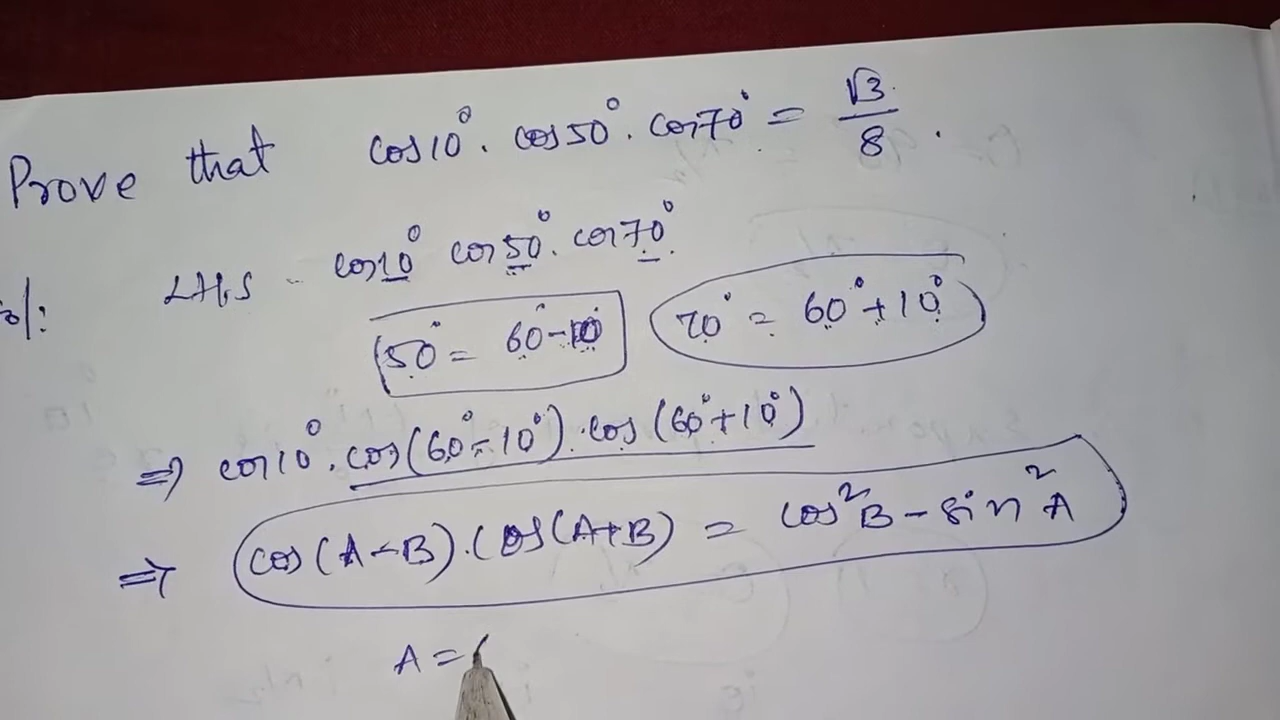 Prove that cos10°. cos50°. cos70° = √3/8 .
LHS - cos10° cos50°. cos70°.
50° = 60°-10° 70° = 60°+10°
⇒ cos10°. cos(60°-10°).cos(60°+10°)
⇒ cos(A-B).cos(A+B) = cos²B - sin²A
A =